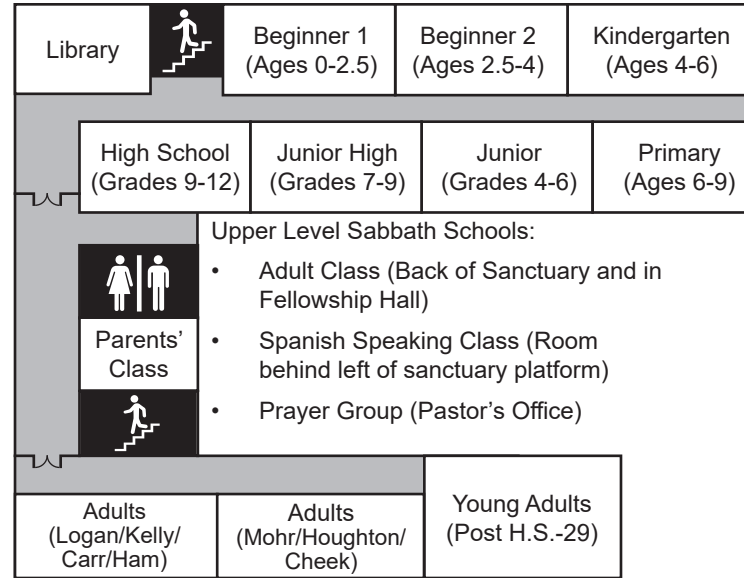 Library
Beginner 1
(Ages 0-2.5)
Beginner 2
(Ages 2.5-4)
Kindergarten
(Ages 4-6)
High School
(Grades 9-12)
Junior High
(Grades 7-9)
Junior
(Grades 4-6)
Primary
(Ages 6-9)
Upper Level Sabbath Schools:
• Adult Class (Back of Sanctuary and in
Fellowship Hall)
• Spanish Speaking Class (Room
behind left of sanctuary platform)
• Prayer Group (Pastor’s Office)
Parents’
Class
Adults
(Logan/Kelly/
Carr/Ham)
Adults
(Mohr/Houghton/
Cheek)
Young Adults
(Post H.S.-29)